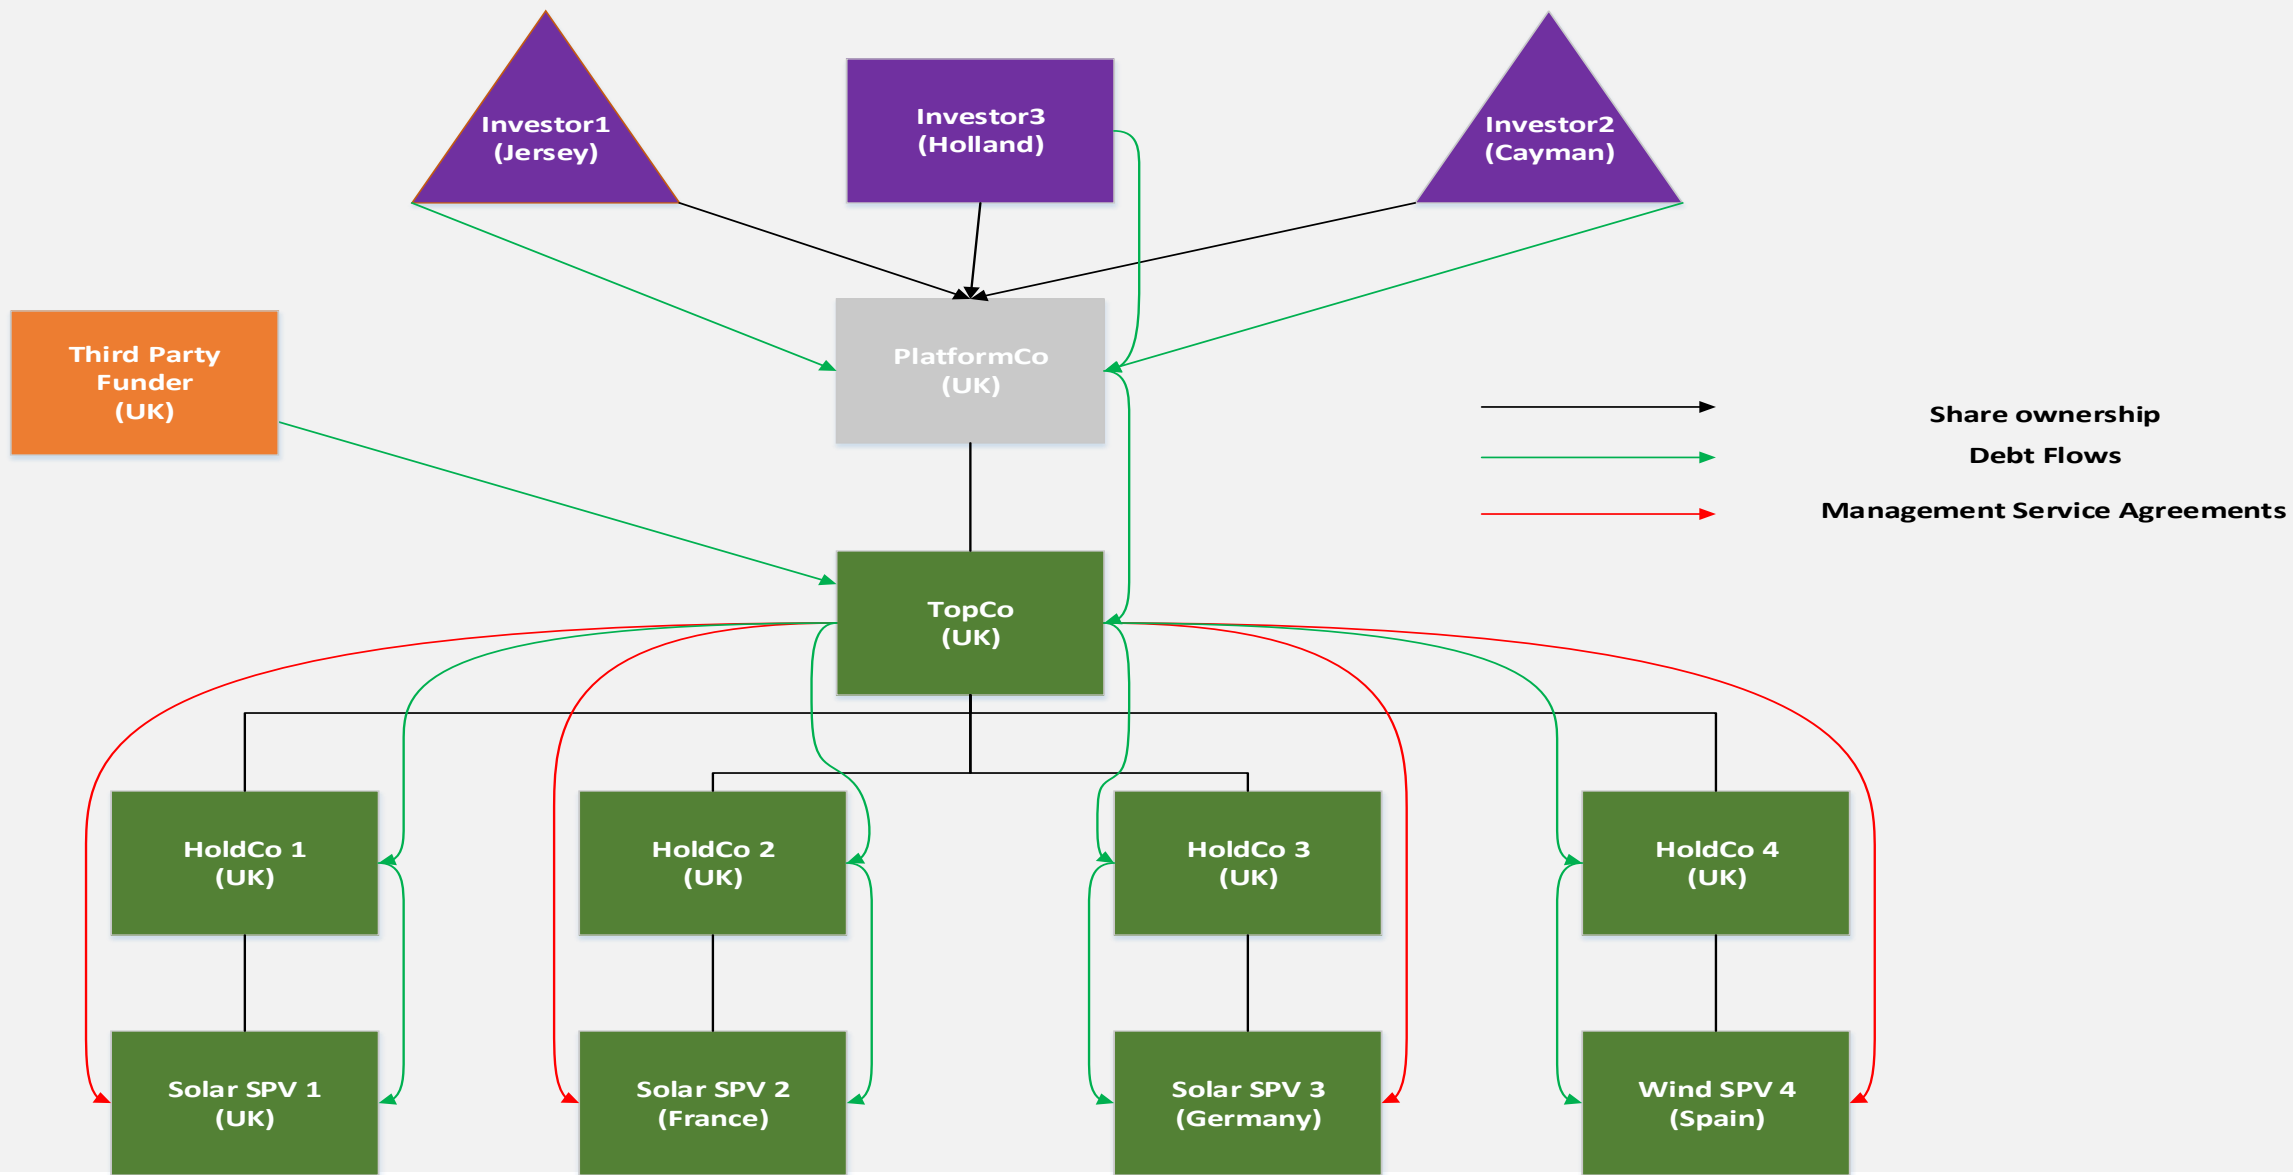 Investor1
(Jersey)
Investor3
(Holland)
Investor2
(Cayman)
Third Party
Funder
(UK)
PlatformCo
(UK)
Share ownership
Debt Flows
Management Service Agreements
TopCo
(UK)
HoldCo 1
(UK)
HoldCo 2
(UK)
HoldCo 3
(UK)
HoldCo 4
(UK)
Solar SPV 1
(UK)
Solar SPV 2
(France)
Solar SPV 3
(Germany)
Wind SPV 4
(Spain)